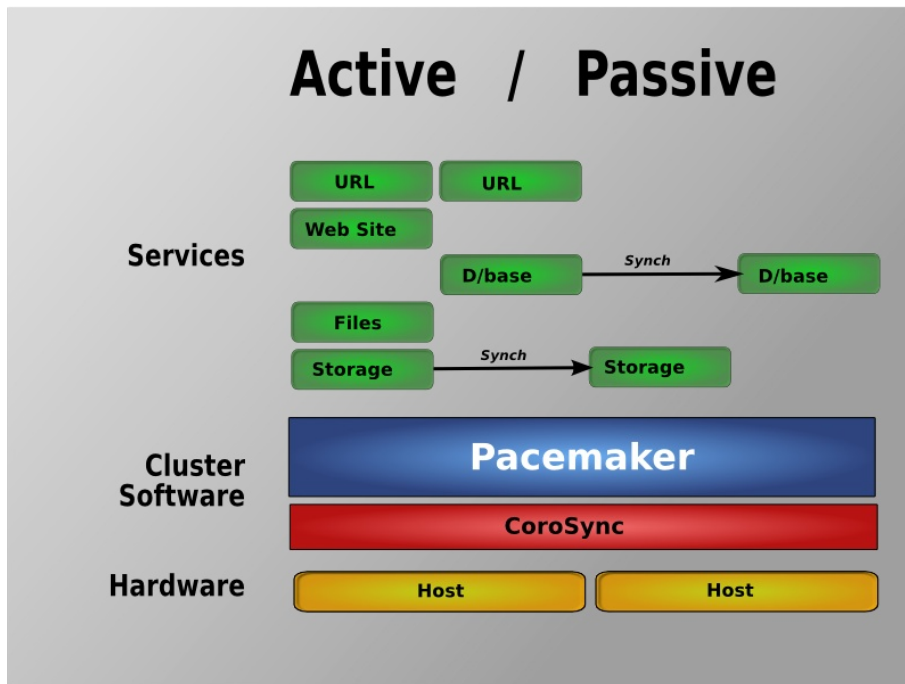 Active / Passive
URL URL
Web Site
Services
D/base Synch D/base
Files
Storage Synch Storage
Cluster
Software
Pacemaker
CoroSync
Hardware
Host Host